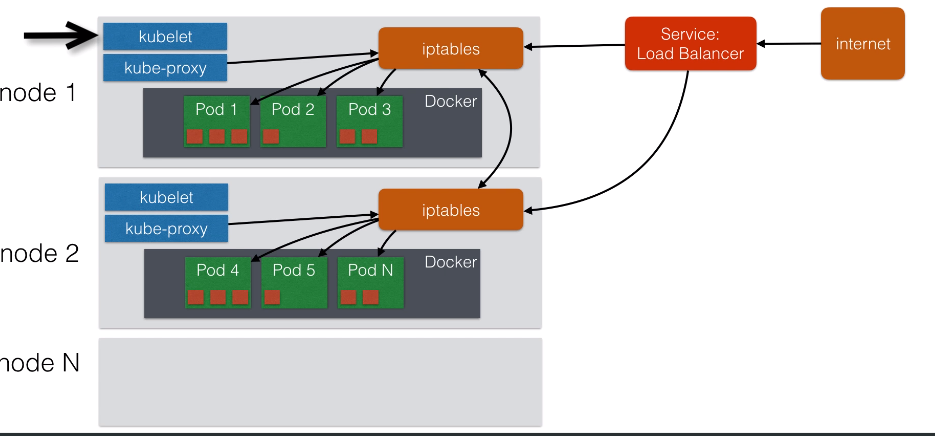 kubelet
kube-proxy
iptables
Service:
Load Balancer
internet
node 1
Docker
Pod 1
Pod 2
Pod 3
kubelet
kube-proxy
iptables
node 2
Docker
Pod 4
Pod 5
Pod N
node N